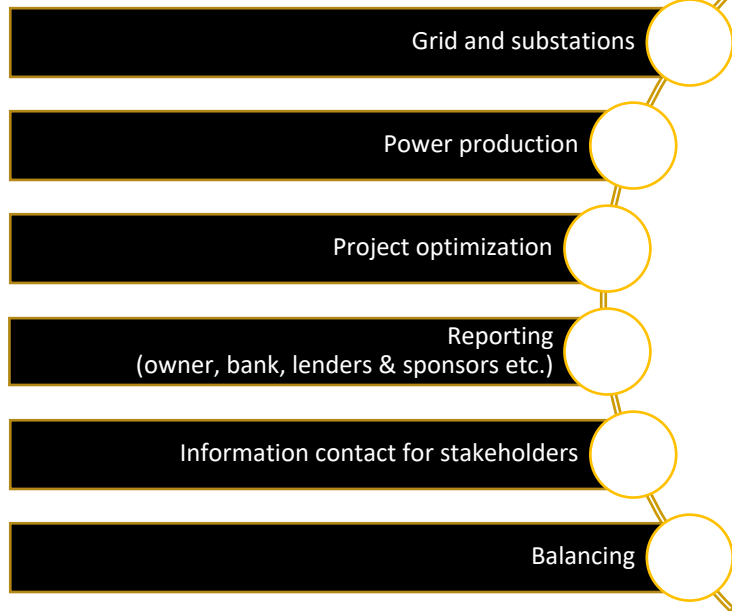 Grid and substations
Power production
Project optimization
Reporting
(owner, bank, lenders & sponsors etc.)
Information contact for stakeholders
Balancing